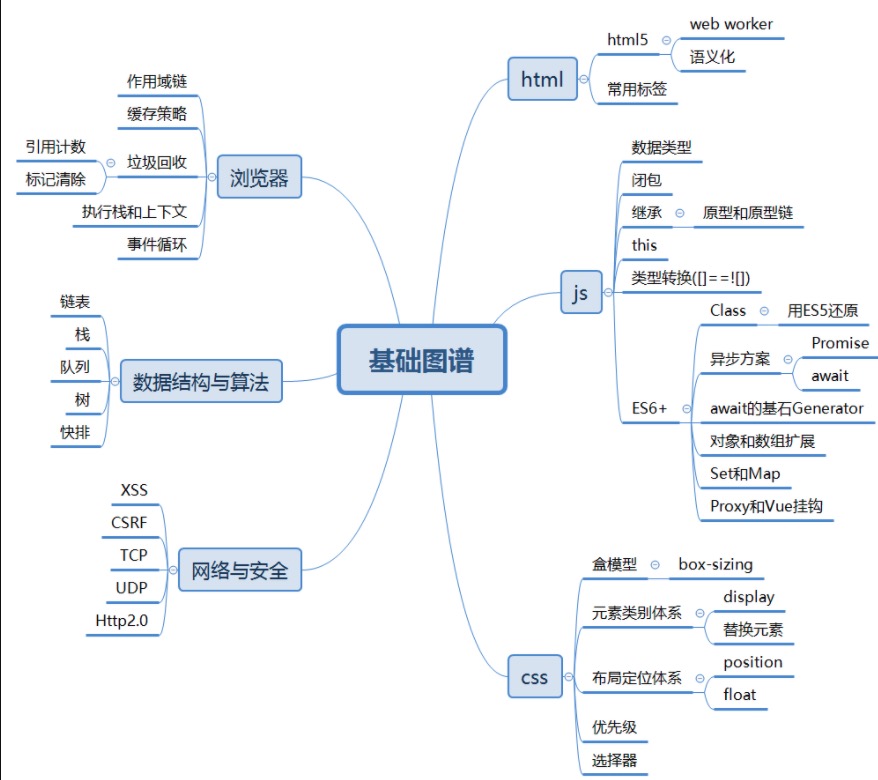 基础图谱
html
html5
web worker
语义化
常用标签
js
数据类型
闭包
继承
原型和原型链
this
类型转换([]==![])
ES6+
Class
用ES5还原
异步方案
Promise
await
await的基石Generator
对象和数组扩展
Set和Map
Proxy和Vue挂钩
css
盒模型
box-sizing
元素类别体系
display
替换元素
布局定位体系
position
float
优先级
选择器
浏览器
作用域链
缓存策略
垃圾回收
引用计数
标记清除
执行栈和上下文
事件循环
数据结构与算法
链表
栈
队列
树
快排
网络与安全
XSS
CSRF
TCP
UDP
Http2.0